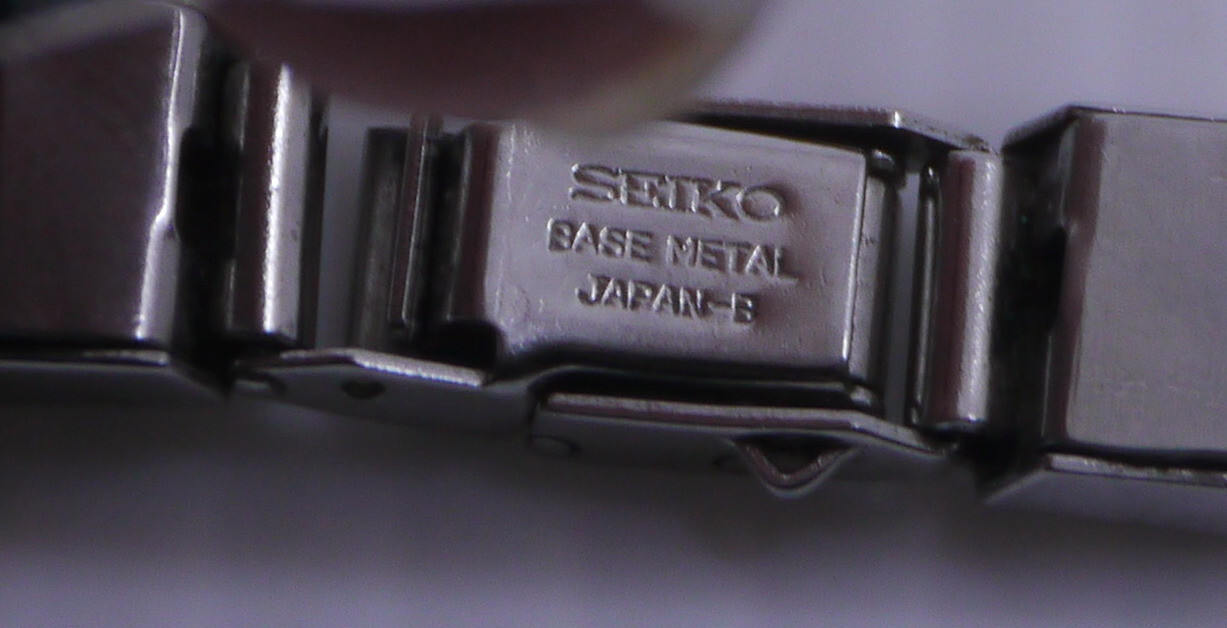 SEIKO
BASE METAL
JAPAN-B